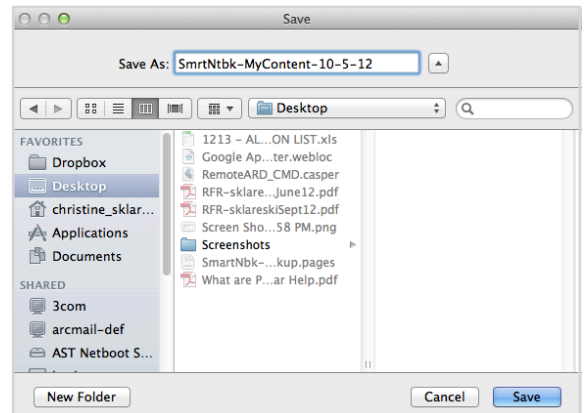 Save
Save As: SmrtNtbk-MyContent-10-5-12
Desktop
FAVORITES
Dropbox
Desktop
christine_sklar...
Applications
Documents
SHARED
3com
arcmail-def
AST Netboot S...
1213 - AL...ON LIST.xls
Google Ap...ter.webloc
RemoteARD_CMD.casper
RFR-sklare...June12.pdf
RFR-sklareskiSept12.pdf
Screen Sho...58 PM.png
Screenshots
SmartNbk-...kup.pages
What are P...ar Help.pdf
New Folder
Cancel
Save